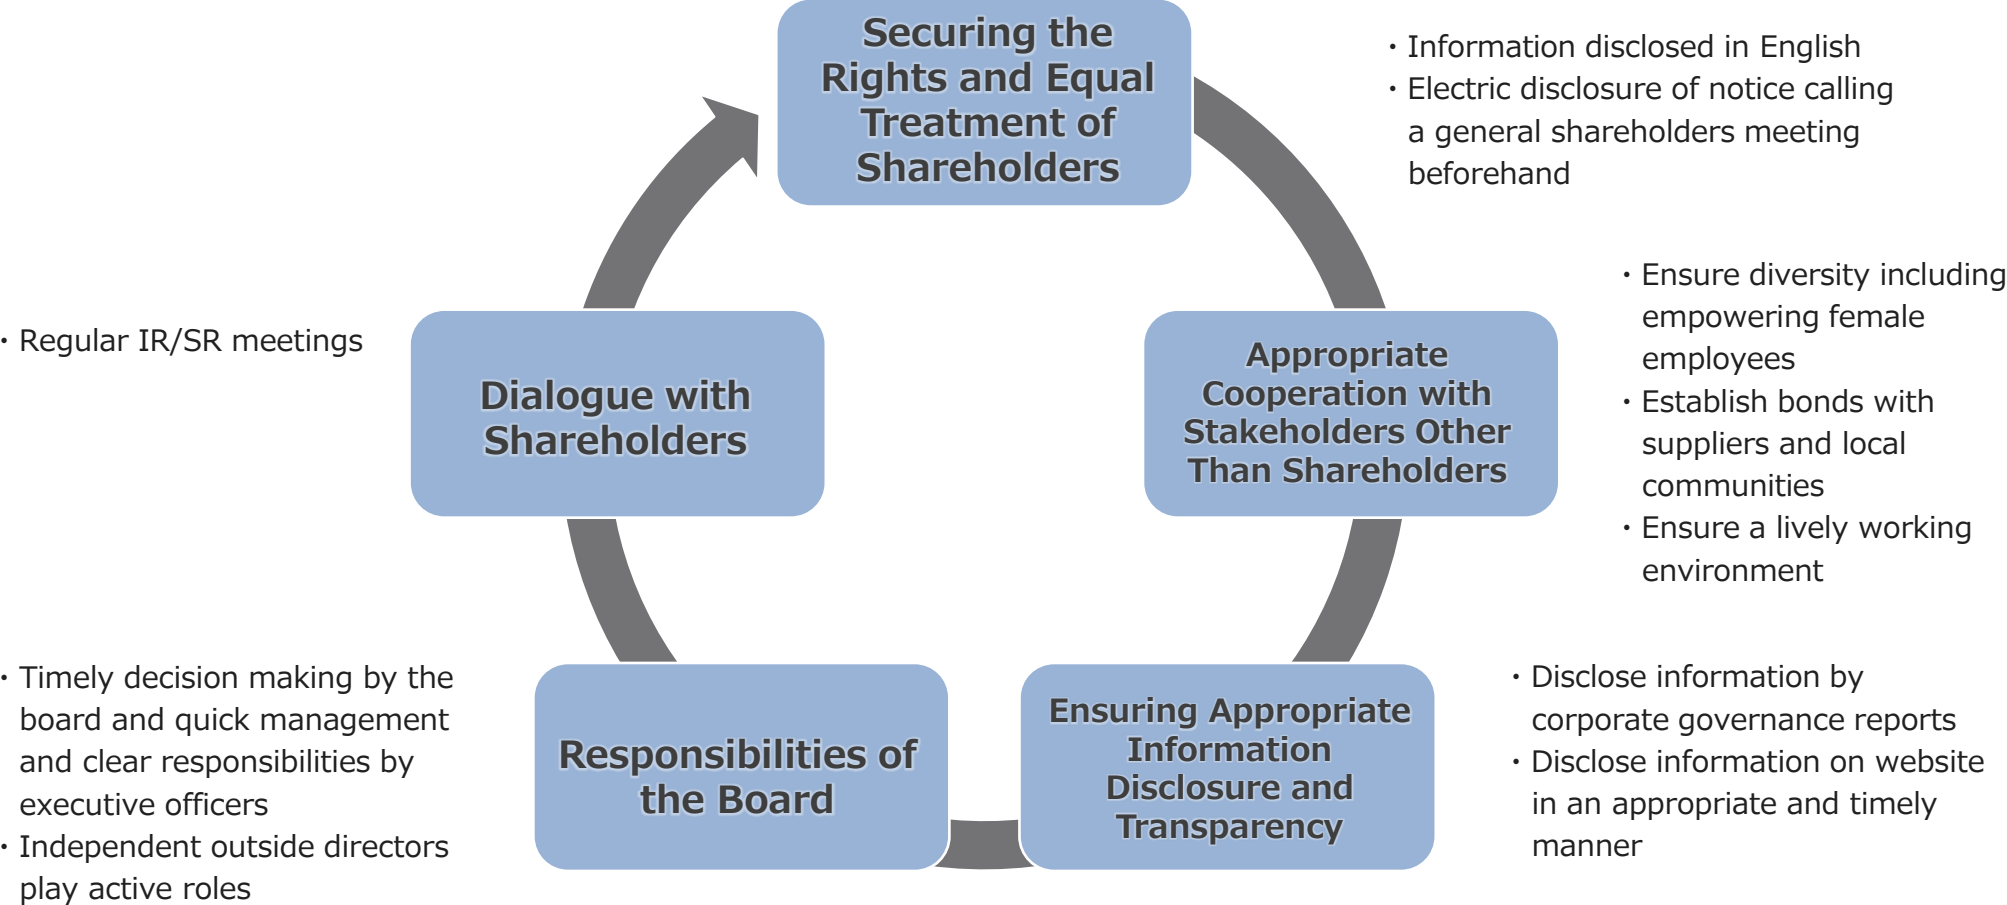 Securing the
Rights and Equal
Treatment of
Shareholders
・Information disclosed in English
・Electric disclosure of notice calling
a general shareholders meeting
beforehand
Appropriate
Cooperation with
Stakeholders Other
Than Shareholders
・Ensure diversity including
empowering female
employees
・Establish bonds with
suppliers and local
communities
・Ensure a lively working
environment
Ensuring Appropriate
Information
Disclosure and
Transparency
・Disclose information by
corporate governance reports
・Disclose information on website
in an appropriate and timely
manner
Responsibilities of
the Board
・Timely decision making by the
board and quick management
and clear responsibilities by
executive officers
・Independent outside directors
play active roles
Dialogue with
Shareholders
・Regular IR/SR meetings